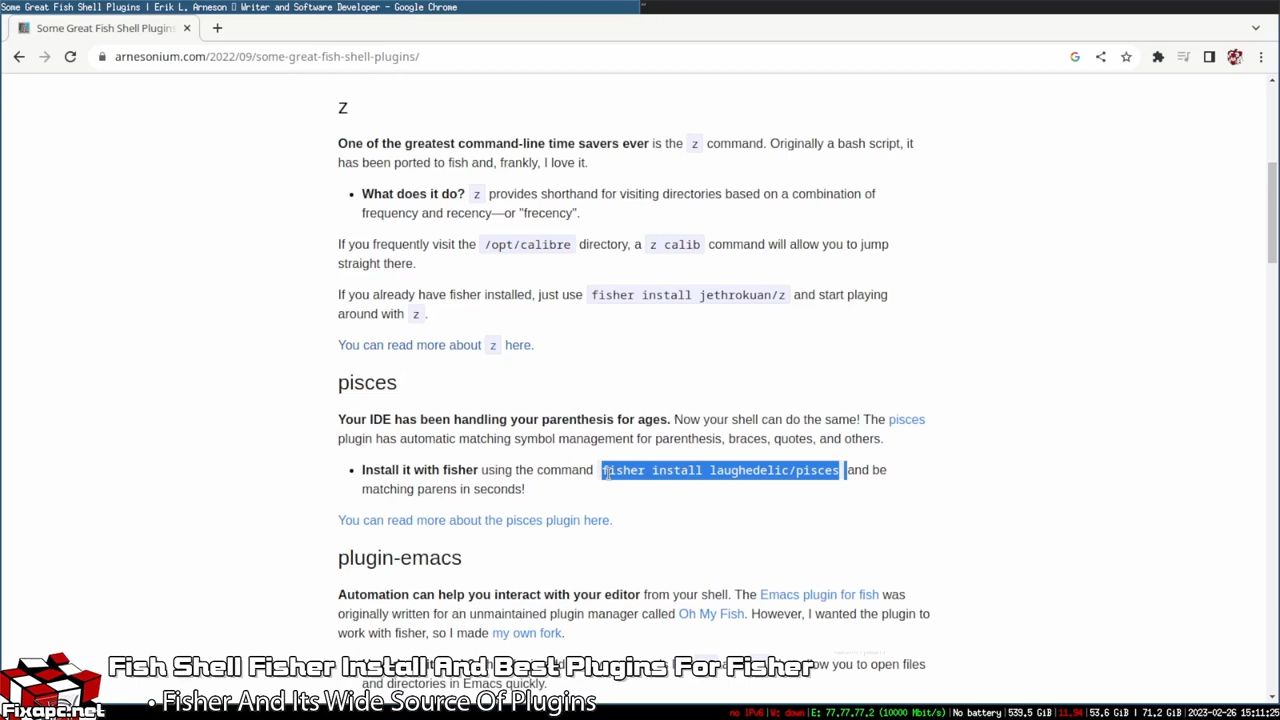 Some Great Fish Shell Plugins | Erik L. Arneson ▯ Writer and Software Developer - Google Chrome
Some Great Fish Shell Plugins
arnesonium.com/2022/09/some-great-fish-shell-plugins/
z
One of the greatest command-line time savers ever is the z command. Originally a bash script, it
has been ported to fish and, frankly, I love it.
• What does it do? z provides shorthand for visiting directories based on a combination of
frequency and recency—or "frecency".
If you frequently visit the /opt/calibre directory, a z calib command will allow you to jump
straight there.
If you already have fisher installed, just use fisher install jethrokuan/z and start playing
around with z.
You can read more about z here.
pisces
Your IDE has been handling your parenthesis for ages. Now your shell can do the same! The pisces
plugin has automatic matching symbol management for parenthesis, braces, quotes, and others.
• Install it with fisher using the command fisher install laughedelic/pisces and be
matching parens in seconds!
You can read more about the pisces plugin here.
plugin-emacs
Automation can help you interact with your editor from your shell. The Emacs plugin for fish was
originally written for an unmaintained plugin manager called Oh My Fish. However, I wanted the plugin to
work with fisher, so I made my own fork.
you to open files
and directories in Emacs quickly.
Fish Shell Fisher Install And Best Plugins For Fisher
• Fisher And Its Wide Source Of Plugins
Fixapc.net
no IPv6| W: down| E: 77.77.77.2 (10000 Mbit/s)| No battery| 539,5 GiB| 11.94| 53,6 GiB | 71,2 GiB| 2023-02-26 15:11:25